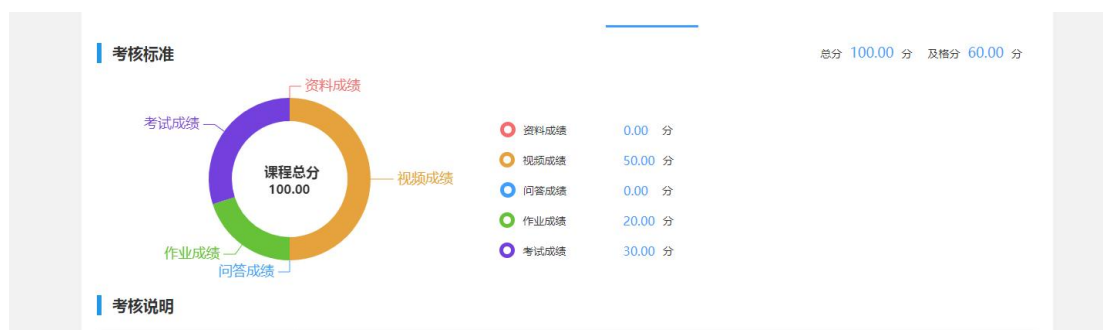 考核标准
总分 100.00 分 及格分 60.00 分
资料成绩
考试成绩
视频成绩
作业成绩
问答成绩
课程总分
100.00
资料成绩 0.00 分
视频成绩 50.00 分
问答成绩 0.00 分
作业成绩 20.00 分
考试成绩 30.00 分
考核说明